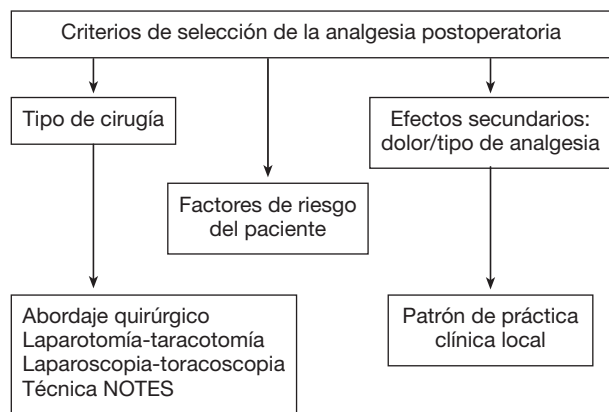 Criterios de selección de la analgesia postoperatoria
Tipo de cirugía
Efectos secundarios:
dolor/tipo de analgesia
Factores de riesgo
del paciente
Abordaje quirúrgico
Laparotomía-taracotomía
Laparoscopia-toracoscopia
Técnica NOTES
Patrón de práctica
clínica local